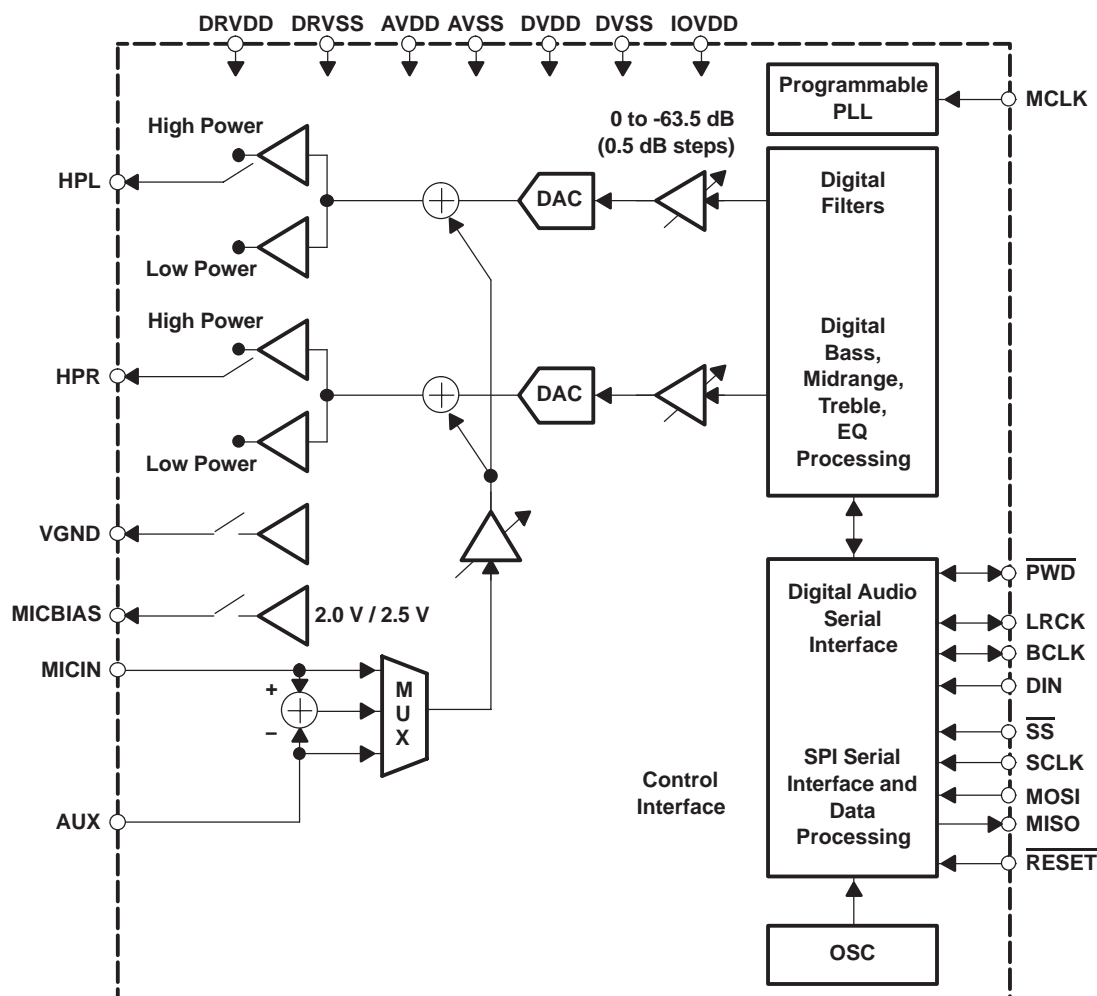 DRVDD DRVSS AVDD AVSS DVDD DVSS IOVDD
Programmable
PLL
MCLK
0 to -63.5 dB
(0.5 dB steps)
High Power
HPL
DAC
Digital
Filters
Low Power
High Power
HPR
DAC
Digital
Bass,
Midrange,
Treble,
EQ
Processing
Low Power
VGND
MICBIAS
2.0 V / 2.5 V
MICIN
+
−
M
U
X
AUX
Digital Audio
Serial
Interface
PWD
LRCK
BCLK
DIN
SS
SCLK
MOSI
MISO
RESET
SPI Serial
Interface and
Data
Processing
Control
Interface
OSC